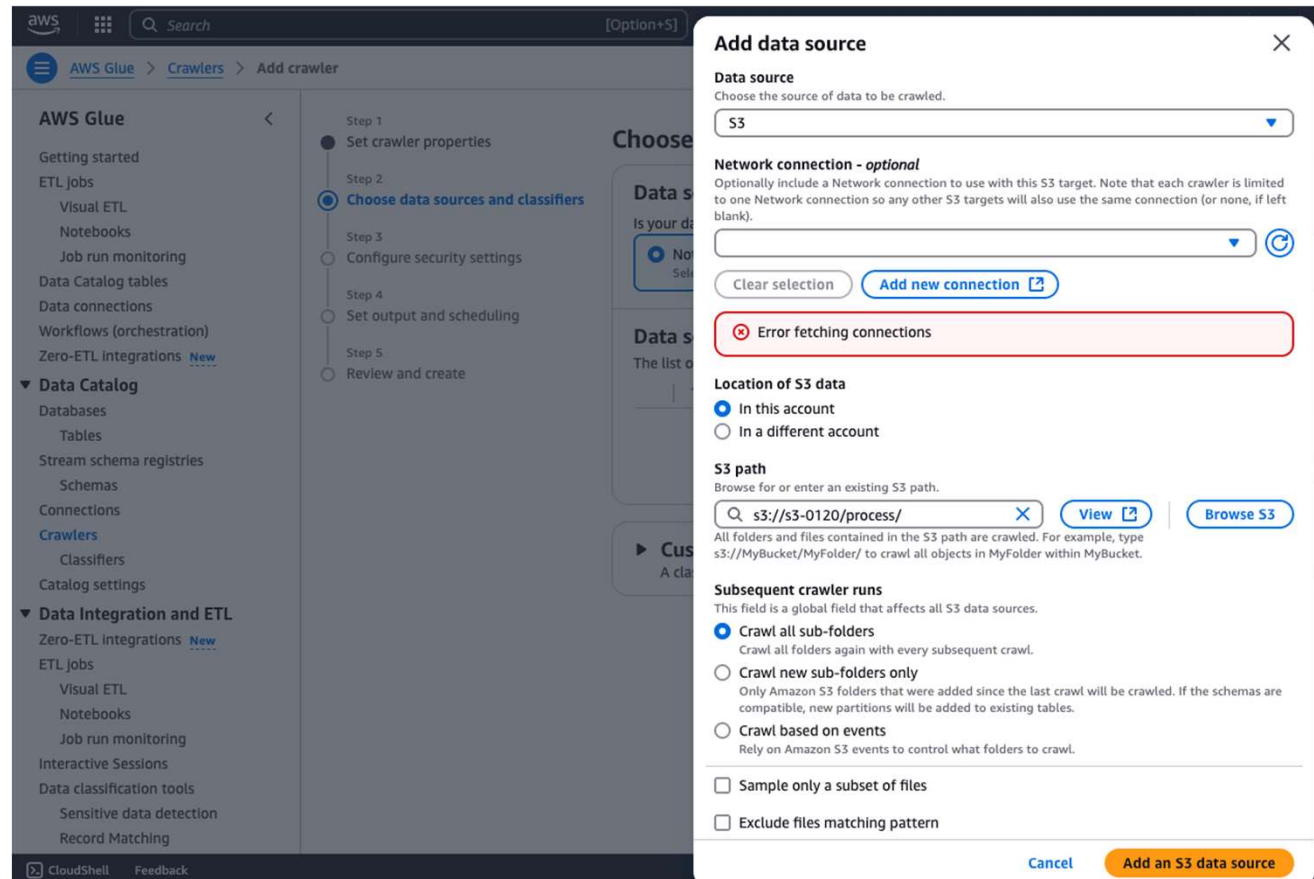 aws
Search
[Option+S]
AWS Glue > Crawlers > Add crawler
AWS Glue
Getting started
ETL jobs
Visual ETL
Notebooks
Job run monitoring
Data Catalog tables
Data connections
Workflows (orchestration)
Zero-ETL integrations New
Data Catalog
Databases
Tables
Stream schema registries
Schemas
Connections
Crawlers
Classifiers
Catalog settings
Data Integration and ETL
Zero-ETL integrations New
ETL jobs
Visual ETL
Notebooks
Job run monitoring
Interactive Sessions
Data classification tools
Sensitive data detection
Record Matching
CloudShell Feedback
Step 1
Set crawler properties
Step 2
Choose data sources and classifiers
Step 3
Configure security settings
Step 4
Set output and scheduling
Step 5
Review and create
Choose
Data s
Is your da
Not
Sele
Data s
The list o
Cus
A cla
Add data source
Data source
Choose the source of data to be crawled.
S3
Network connection - optional
Optionally include a Network connection to use with this S3 target. Note that each crawler is limited
to one Network connection so any other S3 targets will also use the same connection (or none, if left
blank).
Clear selection
Add new connection
Error fetching connections
Location of S3 data
In this account
In a different account
S3 path
Browse for or enter an existing S3 path.
s3://s3-0120/process/
View
Browse S3
All folders and files contained in the S3 path are crawled. For example, type
s3://MyBucket/MyFolder/ to crawl all objects in MyFolder within MyBucket.
Subsequent crawler runs
This field is a global field that affects all S3 data sources.
Crawl all sub-folders
Crawl all folders again with every subsequent crawl.
Crawl new sub-folders only
Only Amazon S3 folders that were added since the last crawl will be crawled. If the schemas are
compatible, new partitions will be added to existing tables.
Crawl based on events
Rely on Amazon S3 events to control what folders to crawl.
Sample only a subset of files
Exclude files matching pattern
Cancel
Add an S3 data source